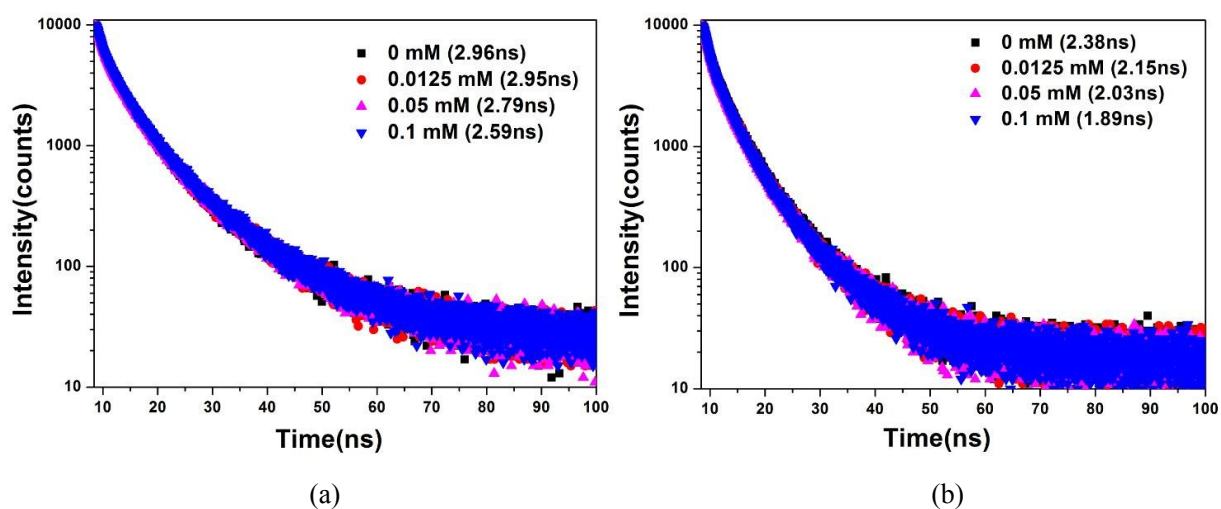 (a)
0 mM (2.96ns)
0.0125 mM (2.95ns)
0.05 mM (2.79ns)
0.1 mM (2.59ns)
Intensity(counts)
10000
1000
100
10
10 20 30 40 50 60 70 80 90 100
Time(ns)
(a)
(b)
0 mM (2.38ns)
0.0125 mM (2.15ns)
0.05 mM (2.03ns)
0.1 mM (1.89ns)
Intensity(counts)
10000
1000
100
10
10 20 30 40 50 60 70 80 90 100
Time(ns)
(b)